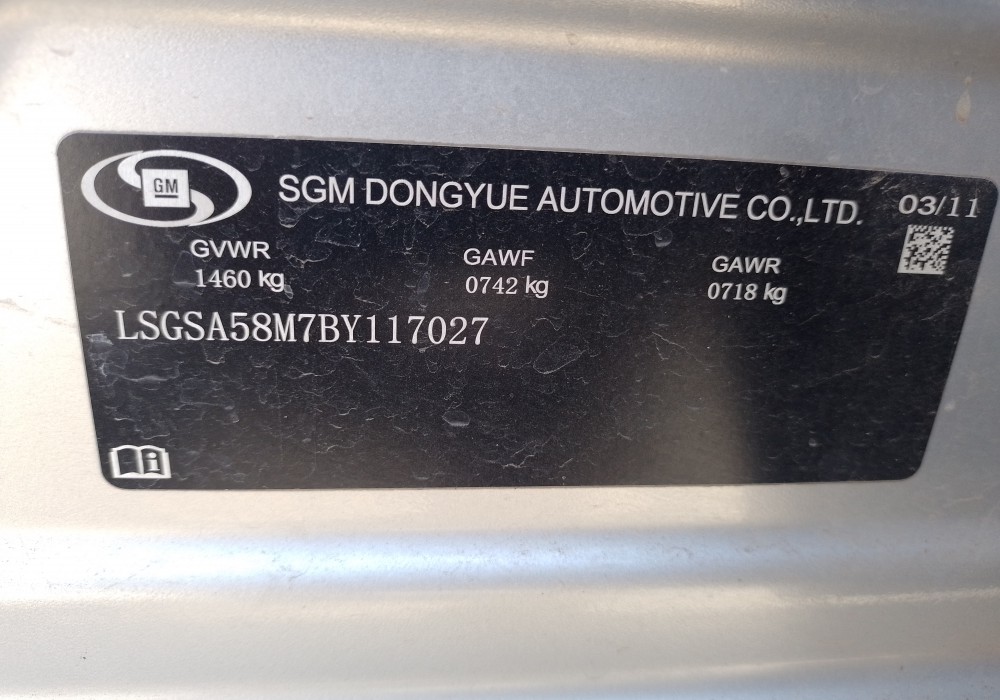 GM SGM DONGYUE AUTOMOTIVE CO.,LTD. 03/11
GVWR GAWF GAWR
1460 kg 0742 kg 0718 kg
LSGSA58M7BY117027
i